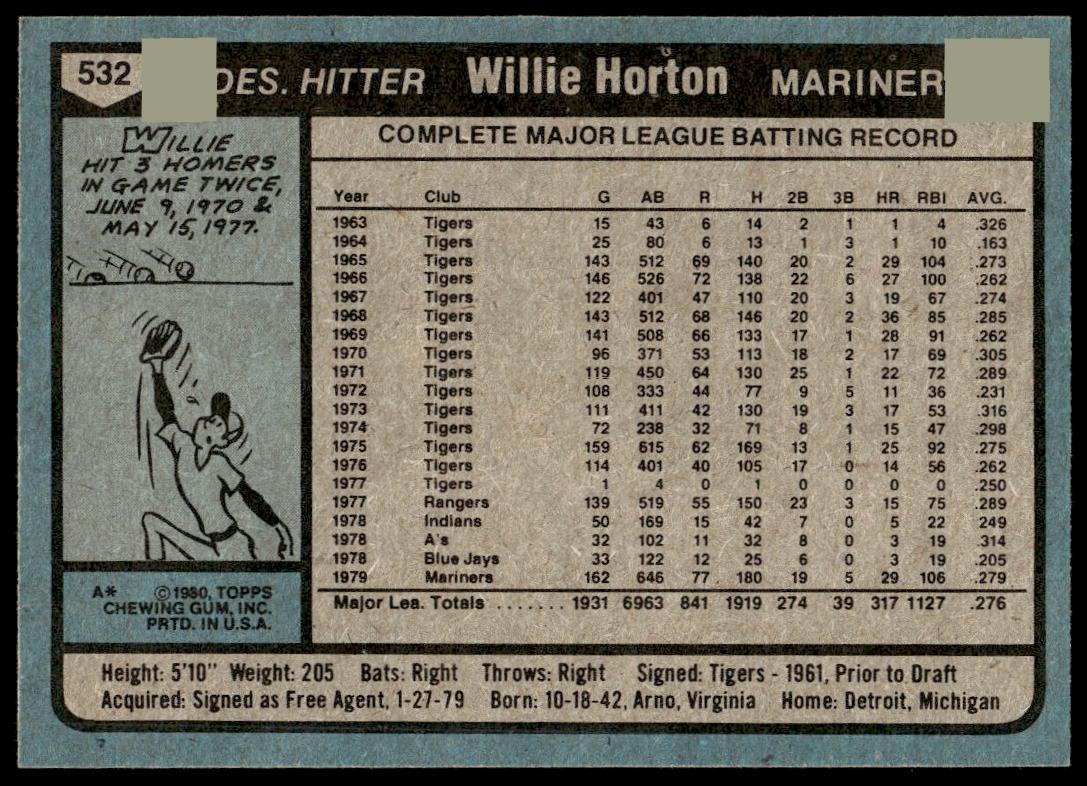 532 DES. HITTER Willie Horton MARINER
WILLIE
HIT 3 HOMERS
IN GAME TWICE,
JUNE 9, 1970 &
MAY 15, 1977.
COMPLETE MAJOR LEAGUE BATTING RECORD
Year Club G AB R H 2B 3B HR RBI AVG.
1963 Tigers 15 43 6 14 2 1 1 4 .326
1964 Tigers 25 80 6 13 1 3 1 10 .163
1965 Tigers 143 512 69 140 20 2 29 104 .273
1966 Tigers 146 526 72 138 22 6 27 100 .262
1967 Tigers 122 401 47 110 20 3 19 67 .274
1968 Tigers 143 512 68 146 20 2 36 85 .285
1969 Tigers 141 508 66 133 17 1 28 91 .262
1970 Tigers 96 371 53 113 18 2 17 69 .305
1971 Tigers 119 450 64 130 25 1 22 72 .289
1972 Tigers 108 333 44 77 9 5 11 36 .231
1973 Tigers 111 411 42 130 19 3 17 53 .316
1974 Tigers 72 238 32 71 8 1 15 47 .298
1975 Tigers 159 615 62 169 13 1 25 92 .275
1976 Tigers 114 401 40 105 17 0 14 56 .262
1977 Tigers 1 4 0 1 0 0 0 0 .250
1977 Rangers 139 519 55 150 23 3 15 75 .289
1978 Indians 50 169 15 42 7 0 5 22 249
1978 A's 32 102 11 32 8 0 3 19 .314
1978 Blue Jays 33 122 12 25 6 0 3 19 .205
1979 Mariners 162 646 77 180 19 5 29 106 .279
Major Lea. Totals ....... 1931 6963 841 1919 274 39 317 1127 .276
A* ©1980, TOPPS
CHEWING GUM, INC.
PRTD. IN U.S.A.
Height: 5'10" Weight: 205 Bats: Right Throws: Right Signed: Tigers - 1961, Prior to Draft
Acquired: Signed as Free Agent, 1-27-79 Born: 10-18-42, Arno, Virginia Home: Detroit, Michigan